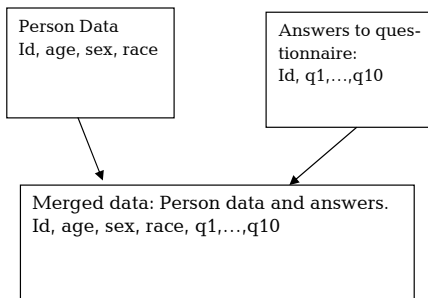 Person Data
Id, age, sex, race
Answers to ques-
tionnaire:
Id, q1,…,q10
Merged data: Person data and answers.
Id, age, sex, race, q1,…,q10